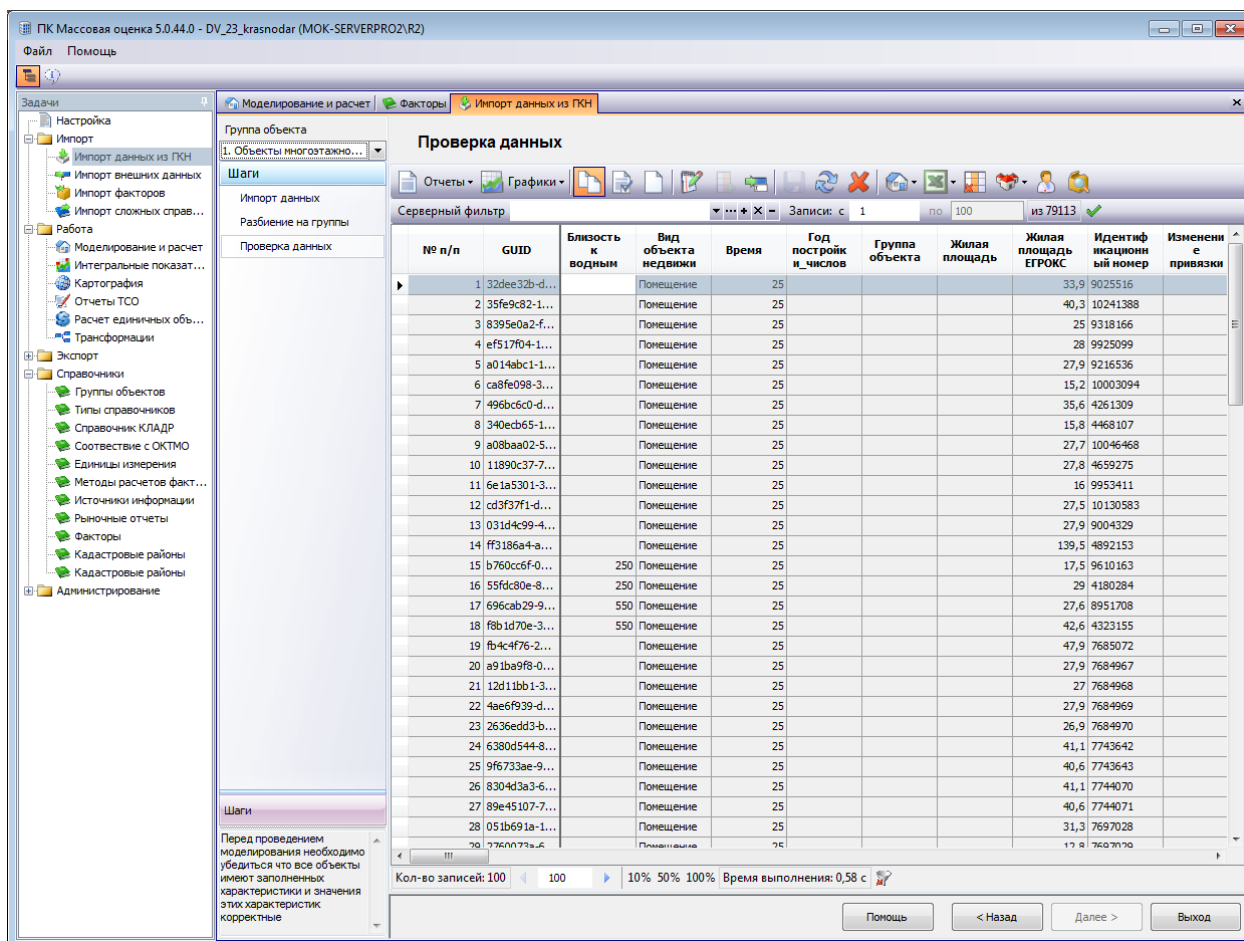 ПК Массовая оценка 5.0.44.0 - DV_23_krasnodar (MOK-SERVERPRO2\R2)
Файл Помощь
Задачи
Настройка
Импорт
Импорт данных из ГКН
Импорт внешних данных
Импорт факторов
Импорт сложных справ...
Работа
Моделирование и расчет
Интегральные показат...
Картография
Отчеты ТСО
Расчет единичных объ...
Трансформации
Экспорт
Справочники
Группы объектов
Типы справочников
Справочник КЛАДР
Соотвествие с ОКТМО
Единицы измерения
Методы расчетов факт...
Источники информации
Рыночные отчеты
Факторы
Кадастровые районы
Кадастровые районы
Администрирование
Моделирование и расчет Факторы Импорт данных из ГКН
Группа объекта
1. Объекты многоэтажно...
Шаги
Импорт данных
Разбиение на группы
Проверка данных
Шаги
Перед проведением
моделирования необходимо
убедиться что все объекты
имеют заполненных
характеристики и значения
этих характеристик
корректные
Проверка данных
Отчеты Графики
Серверный фильтр Записи: с 1 по 100 из 79113
№ п/п GUID Близость к водным Вид объекта недвижи Время Год постройк и_числов Группа объекта Жилая площадь Жилая площадь ЕГРОКС Идентиф икационн ый номер Изменени е привязки
1 32dee32b-d... Помещение 25 33,9 9025516
2 35fe9c82-1... Помещение 25 40,3 10241388
3 8395e0a2-f... Помещение 25 25 9318166
4 ef517f04-1... Помещение 25 28 9925099
5 a014abc1-1... Помещение 25 27,9 9216536
6 ca8fe098-3... Помещение 25 15,2 10003094
7 496bc6c0-d... Помещение 25 35,6 4261309
8 340ecb65-1... Помещение 25 15,8 4468107
9 a08baa02-5... Помещение 25 27,7 10046468
10 11890c37-7... Помещение 25 27,8 4659275
11 6e1a5301-3... Помещение 25 16 9953411
12 cd3f37f1-d... Помещение 25 27,5 10130583
13 031d4c99-4... Помещение 25 27,9 9004329
14 ff3186a4-a... Помещение 25 139,5 4892153
15 b760cc6f-0... 250 Помещение 25 17,5 9610163
16 55fdc80e-8... 250 Помещение 25 29 4180284
17 696cab29-9... 550 Помещение 25 27,6 8951708
18 f8b1d70e-3... 550 Помещение 25 42,6 4323155
19 fb4c4f76-2... Помещение 25 47,9 7685072
20 a91ba9f8-0... Помещение 25 27,9 7684967
21 12d11bb1-3... Помещение 25 27 7684968
22 4ae6f939-d... Помещение 25 27,9 7684969
23 2636edd3-b... Помещение 25 26,9 7684970
24 6380d544-8... Помещение 25 41,1 7743642
25 9f6733ae-9... Помещение 25 40,6 7743643
26 8304d3a3-6... Помещение 25 41,1 7744070
27 89e45107-7... Помещение 25 40,6 7744071
28 051b691a-1... Помещение 25 31,3 7697028
29 2760073a-6... Помещение 25 12,8 7697029
Кол-во записей: 100 100 10% 50% 100% Время выполнения: 0,58 с
Помощь < Назад Далее > Выход